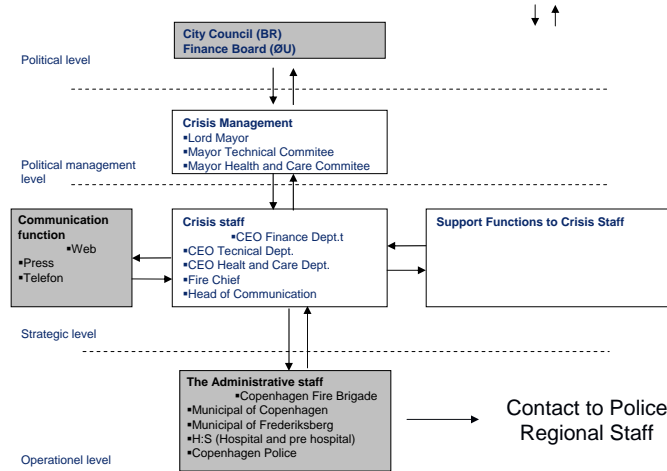 City Council (BR)
Finance Board (ØU)
Political level
Crisis Management
▪Lord Mayor
▪Mayor Technical Commitee
▪Mayor Health and Care Commitee
Political management
level
Communication
function
▪Web
▪Press
▪Telefon
Crisis staff
▪CEO Finance Dept.t
▪CEO Tecnical Dept.
▪CEO Healt and Care Dept.
▪Fire Chief
▪Head of Communication
Support Functions to Crisis Staff
Strategic level
The Administrative staff
▪Copenhagen Fire Brigade
▪Municipal of Copenhagen
▪Municipal of Frederiksberg
▪H:S (Hospital and pre hospital)
▪Copenhagen Police
Contact to Police
Regional Staff
Operationel level